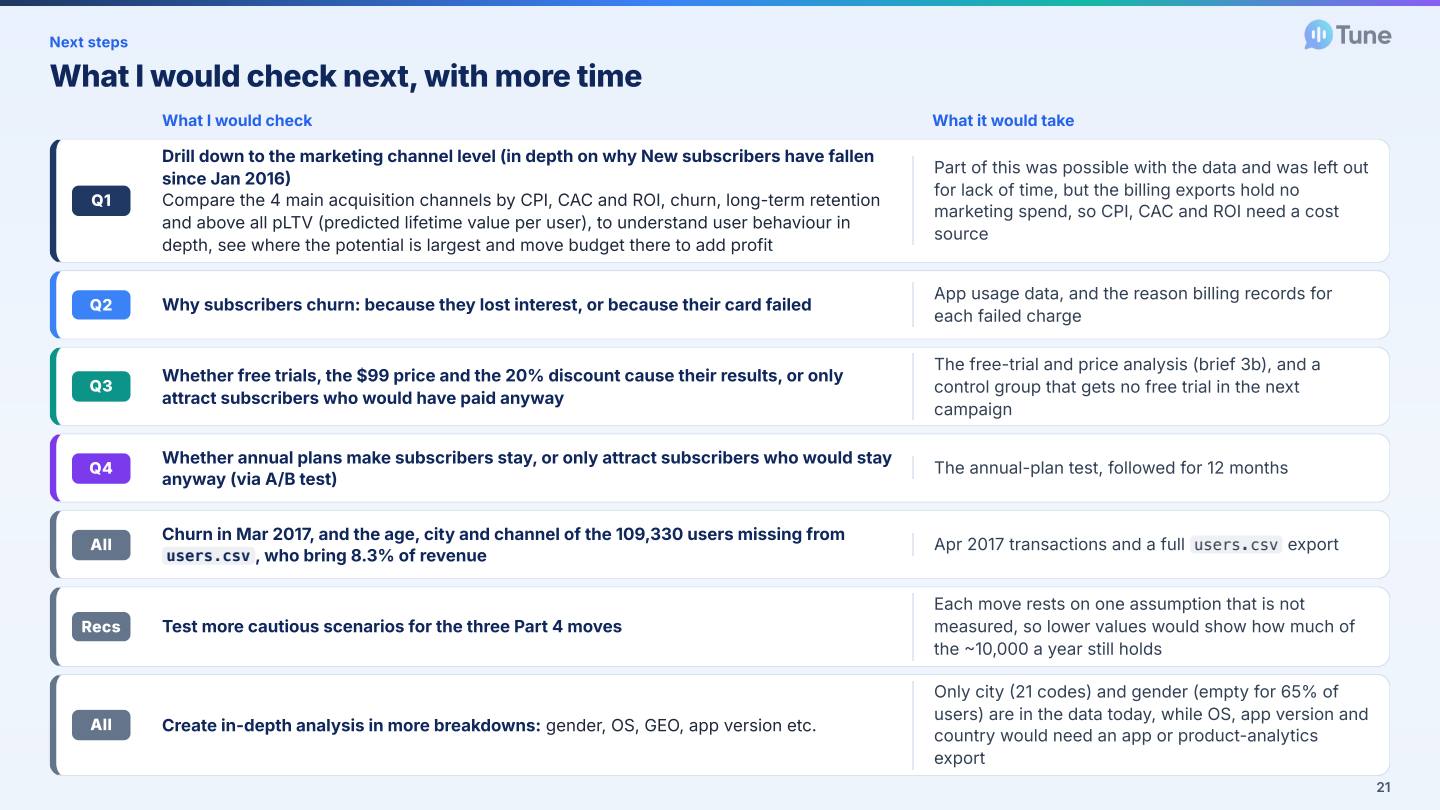 Tune
Next steps
What I would check next, with more time
What I would check
What it would take
Q1
Drill down to the marketing channel level (in depth on why New subscribers have fallen
since Jan 2016)
Compare the 4 main acquisition channels by CPI, CAC and ROI, churn, long-term retention
and above all pLTV (predicted lifetime value per user), to understand user behaviour in
depth, see where the potential is largest and move budget there to add profit
Part of this was possible with the data and was left out
for lack of time, but the billing exports hold no
marketing spend, so CPI, CAC and ROI need a cost
source
Q2
Why subscribers churn: because they lost interest, or because their card failed
App usage data, and the reason billing records for
each failed charge
Q3
Whether free trials, the $99 price and the 20% discount cause their results, or only
attract subscribers who would have paid anyway
The free-trial and price analysis (brief 3b), and a
control group that gets no free trial in the next
campaign
Q4
Whether annual plans make subscribers stay, or only attract subscribers who would stay
anyway (via A/B test)
The annual-plan test, followed for 12 months
All
Churn in Mar 2017, and the age, city and channel of the 109,330 users missing from
users.csv, who bring 8.3% of revenue
Apr 2017 transactions and a full users.csv export
Recs
Test more cautious scenarios for the three Part 4 moves
Each move rests on one assumption that is not
measured, so lower values would show how much of
the ~10,000 a year still holds
All
Create in-depth analysis in more breakdowns: gender, OS, GEO, app version etc.
Only city (21 codes) and gender (empty for 65% of
users) are in the data today, while OS, app version and
country would need an app or product-analytics
export
21